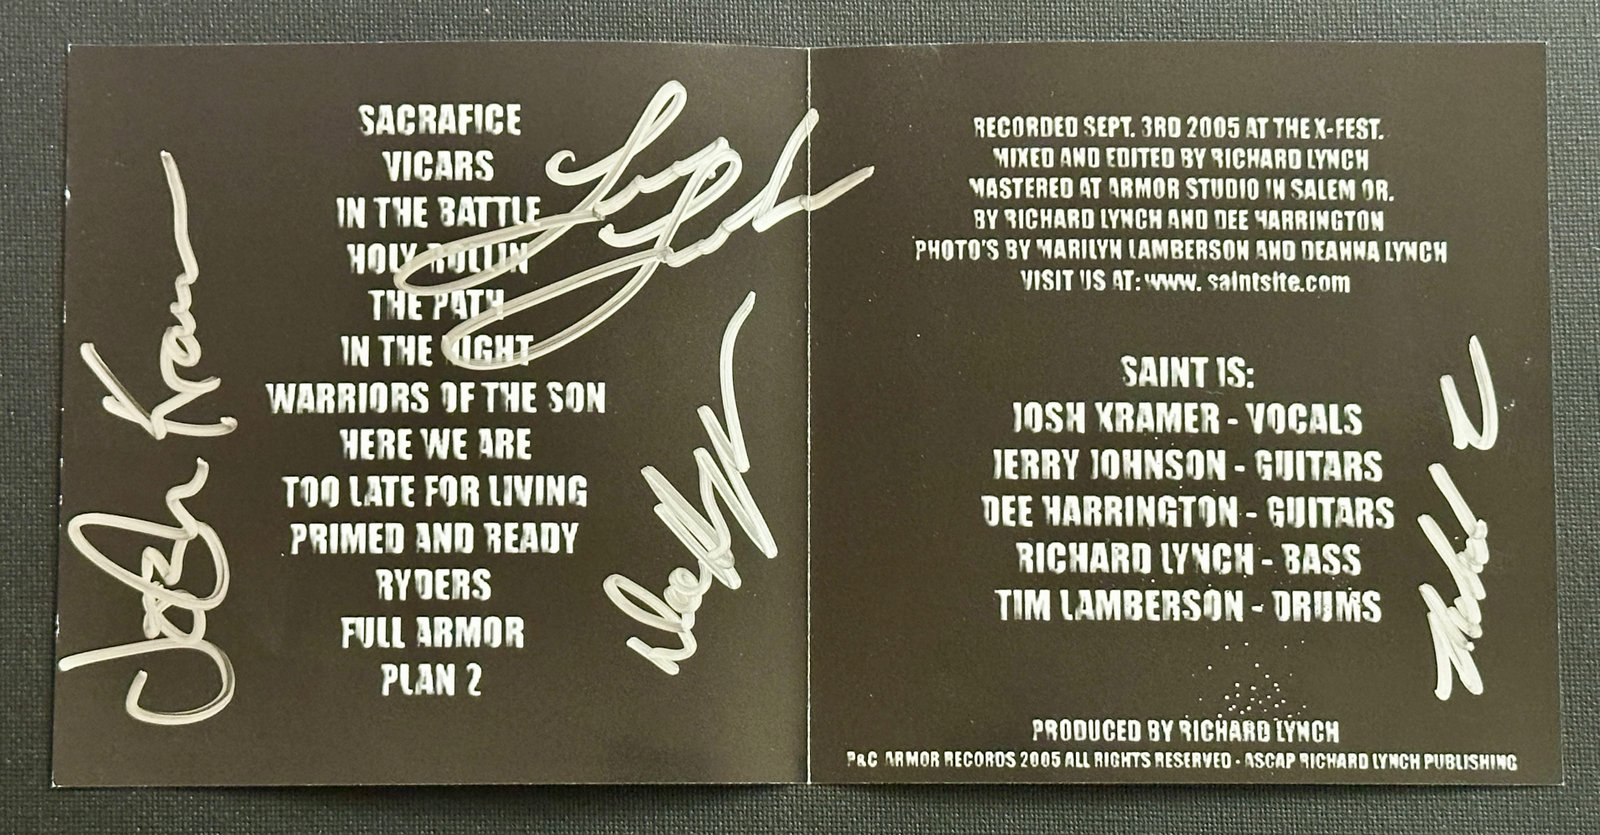 SACRAFICE
VICARS
IN THE BATTLE
HOLY ROLLIN
THE PATH
IN THE NIGHT
WARRIORS OF THE SON
HERE WE ARE
TOO LATE FOR LIVING
PRIMED AND READY
RYDERS
FULL ARMOR
PLAN 2
Josh Kramer
RECORDED SEPT. 3RD 2005 AT THE X-FEST.
MIXED AND EDITED BY RICHARD LYNCH
MASTERED AT ARMOR STUDIO IN SALEM OR.
BY RICHARD LYNCH AND DEE HARRINGTON
PHOTO'S BY MARILYN LAMBERSON AND DEANNA LYNCH
VISIT US AT: www. saintsite.com
SAINT IS:
JOSH KRAMER - VOCALS
JERRY JOHNSON - GUITARS
DEE HARRINGTON - GUITARS
RICHARD LYNCH - BASS
TIM LAMBERSON - DRUMS
PRODUCED BY RICHARD LYNCH
P&C ARMOR RECORDS 2005 ALL RIGHTS RESERVED - ASCAP RICHARD LYNCH PUBLISHING